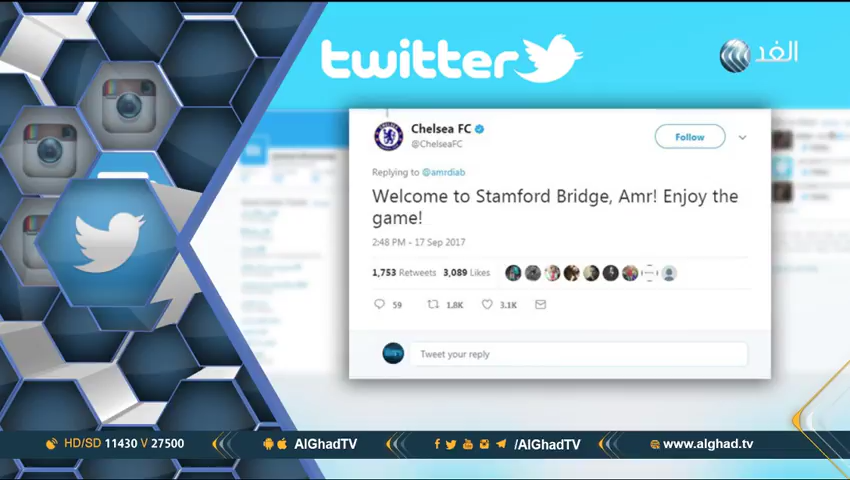 twitter
الغد
Chelsea FC
@ChelseaFC
Follow
Replying to @amrdiab
Welcome to Stamford Bridge, Amr! Enjoy the
game!
2:48 PM - 17 Sep 2017
1,753 Retweets 3,089 Likes
59 1.8K 3.1K
Tweet your reply
HD/SD 11430 V 27500
AlGhadTV
/AlGhadTV
www.alghad.tv